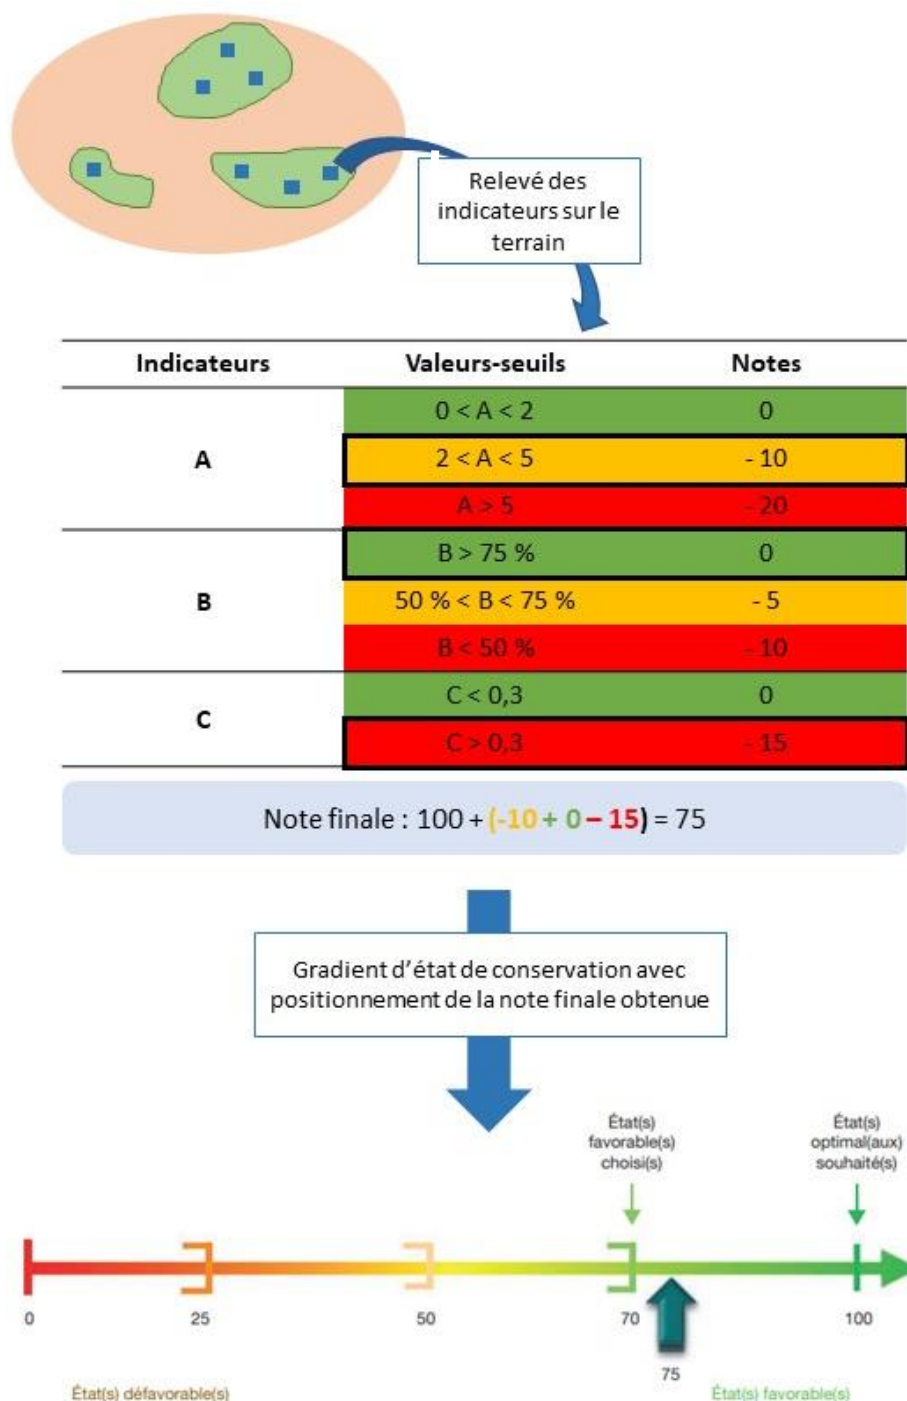 Relevé des
indicateurs sur le
terrain
Indicateurs Valeurs-seuils Notes
A
0 < A < 2 0
2 < A < 5 - 10
A > 5 - 20
B
B > 75 % 0
50 % < B < 75 % - 5
B < 50 % - 10
C
C < 0,3 0
C > 0,3 - 15
Note finale : 100 + (-10 + 0 – 15) = 75
Gradient d'état de conservation avec
positionnement de la note finale obtenue
État(s)
favorable(s)
choisi(s)
État(s)
optimal(aux)
souhaité(s)
0 25 50 70 100
75
État(s) défavorable(s) État(s) favorable(s)